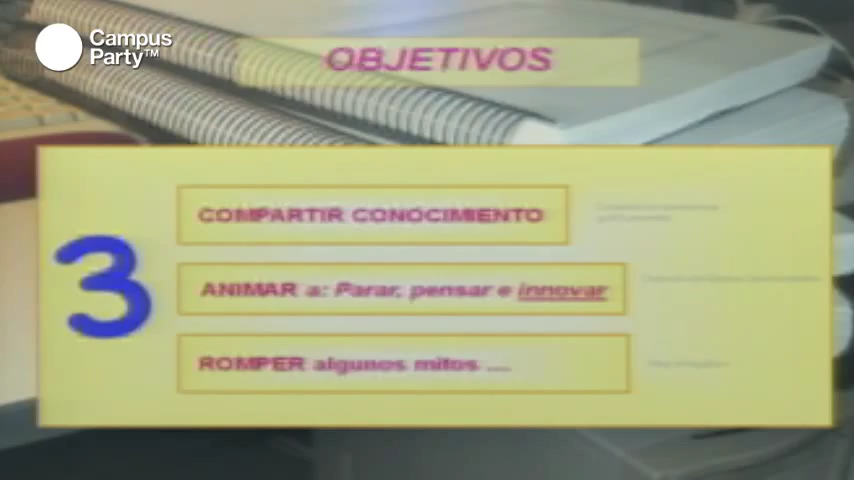 Campus
Party™
OBJETIVOS
3
COMPARTIR CONOCIMIENTO
ANIMAR a: Parar, pensar e innovar
ROMPER algunos mitos ...